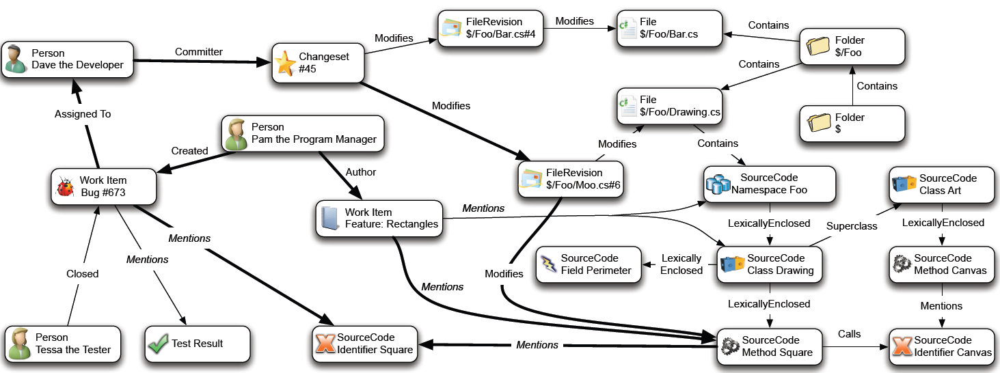 FileRevision
$/Foo/Bar.cs#4
Modifies
File
$/Foo/Bar.cs
Contains
Folder
$/Foo
Person
Dave the Developer
Committer
Changeset
#45
Modifies
Contains
Contains
File
$/Foo/Drawing.cs
Folder
$
Assigned To
Person
Pam the Program Manager
Modifies
Modifies
Contains
Created
Author
Work Item
Bug #673
FileRevision
$/Foo/Moo.cs#6
SourceCode
Namespace Foo
SourceCode
Class Art
Work Item
Feature: Rectangles
Mentions
LexicallyEnclosed
Superclass
LexicallyEnclosed
Mentions
Mentions
Closed
SourceCode
Field Perimeter
Lexically
Enclosed
SourceCode
Class Drawing
SourceCode
Method Canvas
Modifies
Mentions
LexicallyEnclosed
Mentions
Person
Tessa the Tester
Test Result
SourceCode
Identifier Square
Mentions
SourceCode
Method Square
Calls
SourceCode
Identifier Canvas